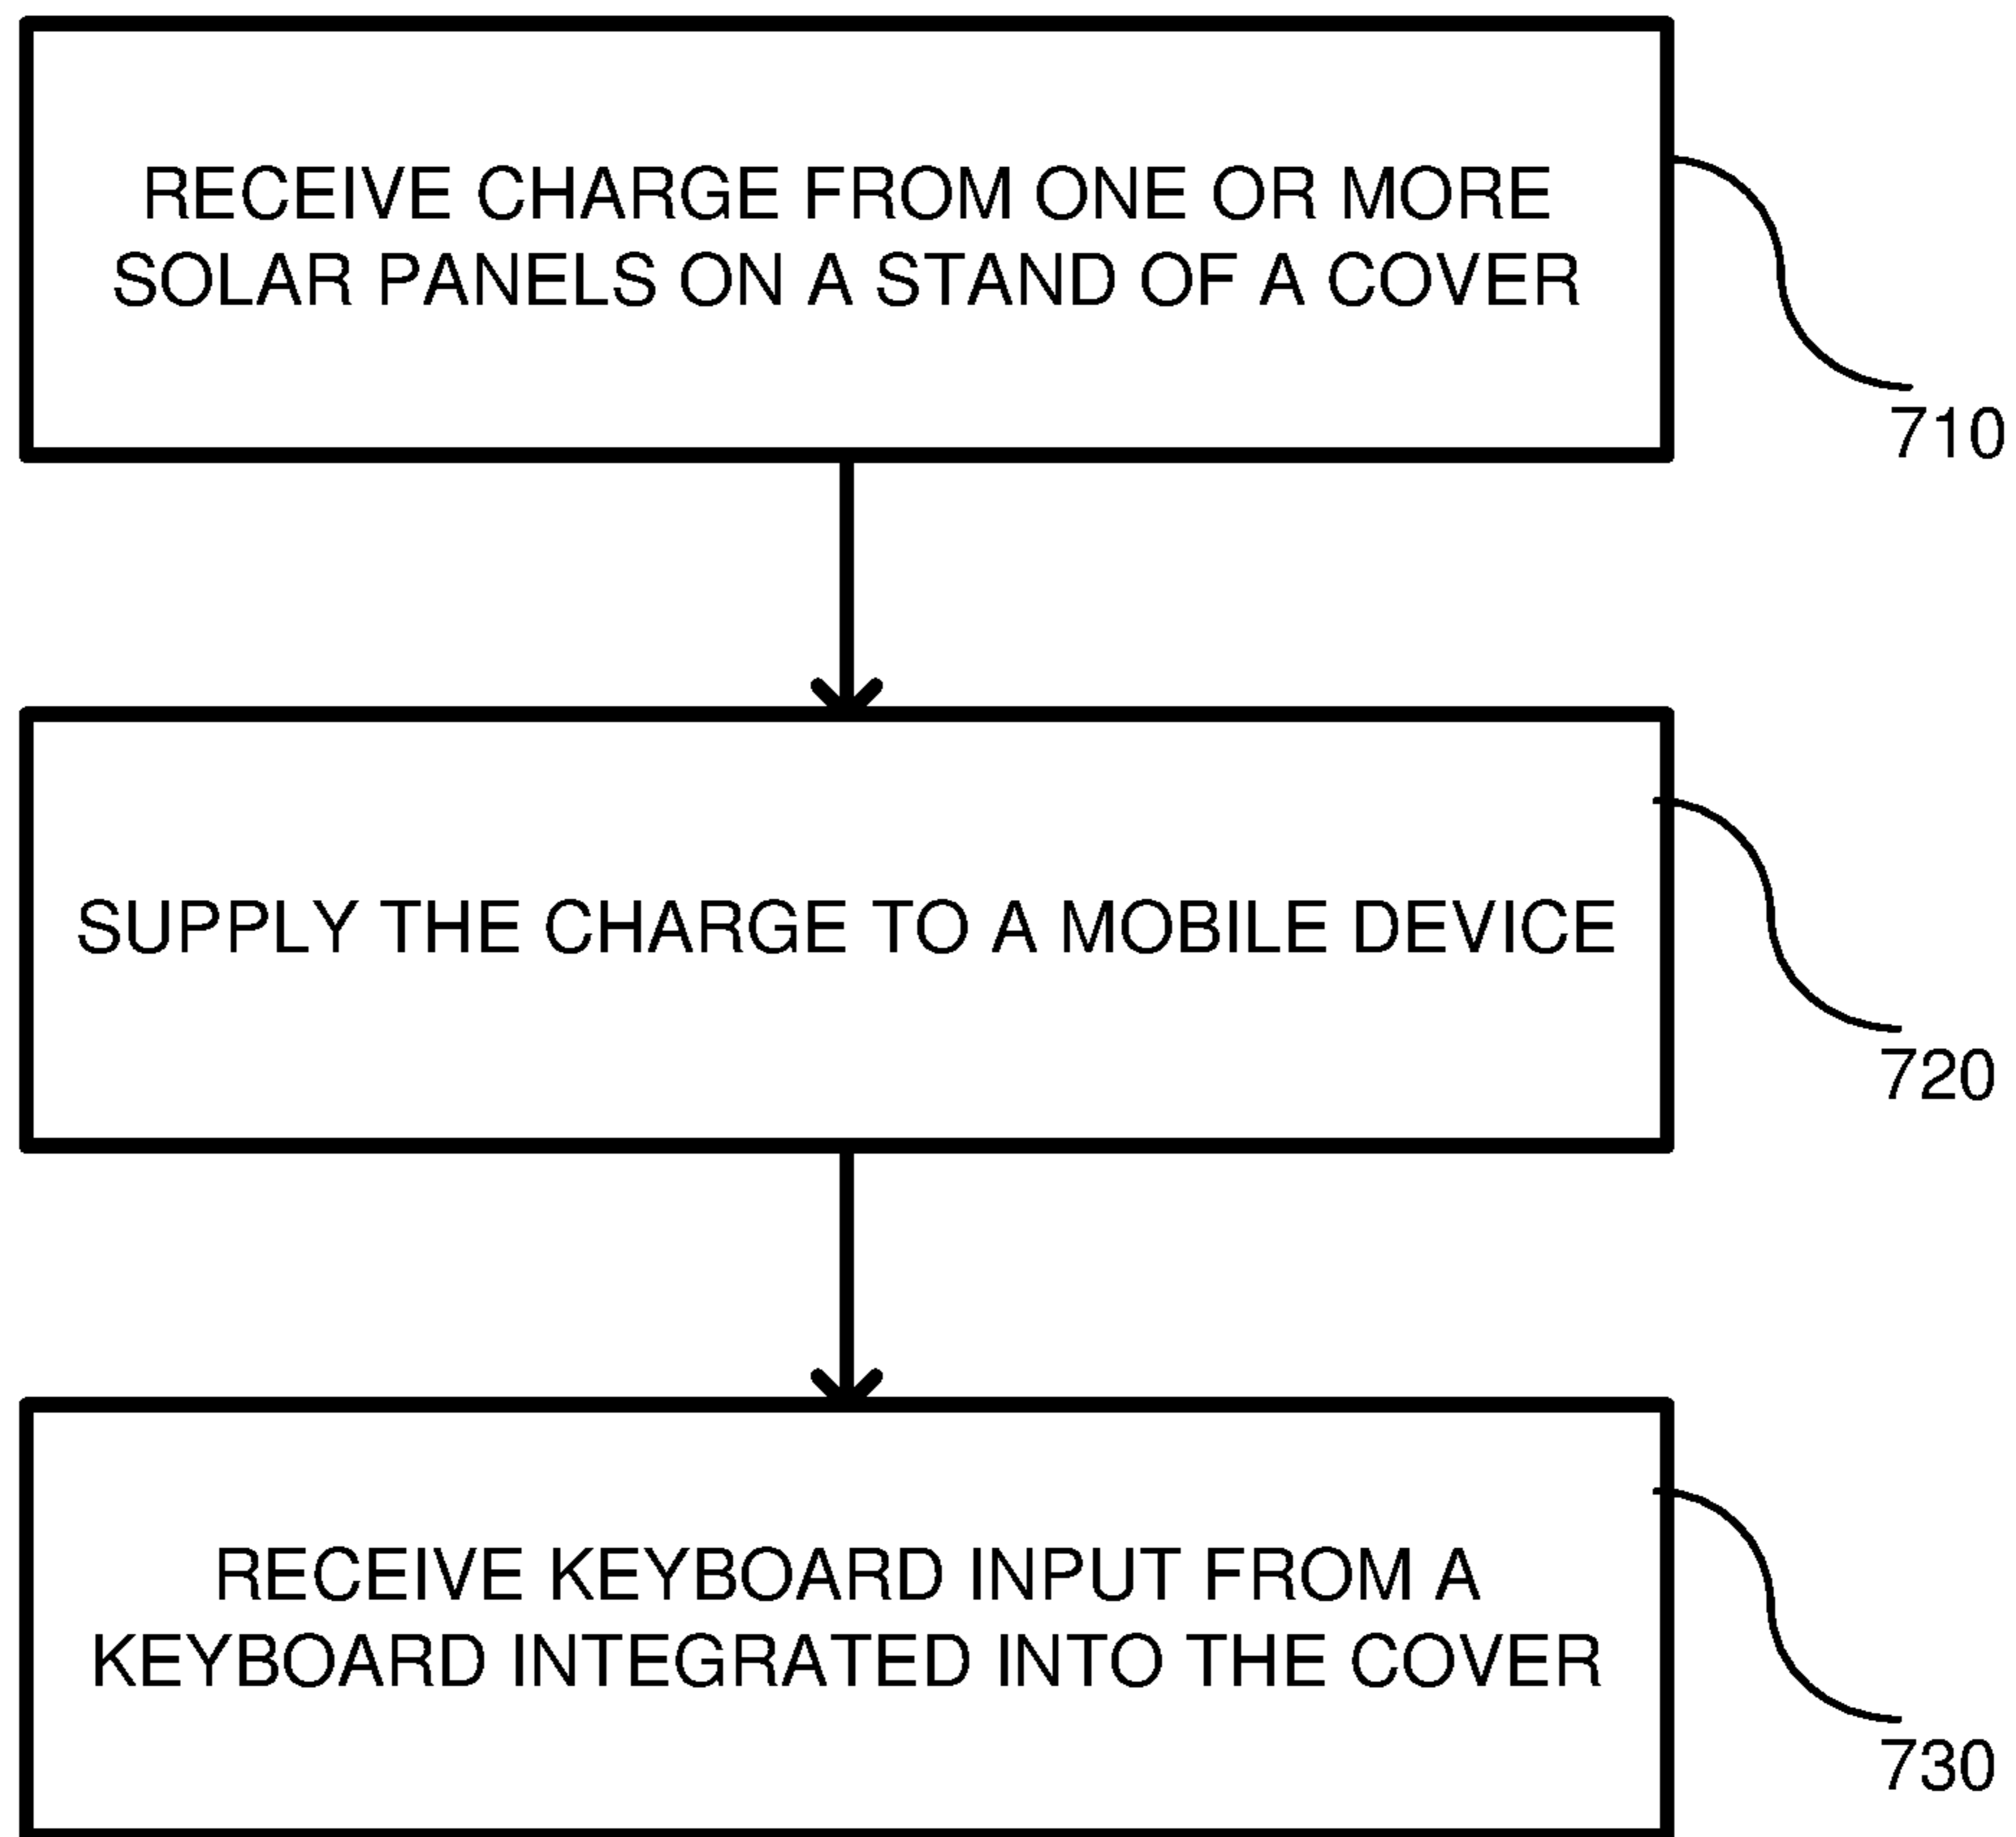 RECEIVE CHARGE FROM ONE OR MORE
SOLAR PANELS ON A STAND OF A COVER
710
SUPPLY THE CHARGE TO A MOBILE DEVICE
720
RECEIVE KEYBOARD INPUT FROM A
KEYBOARD INTEGRATED INTO THE COVER
730